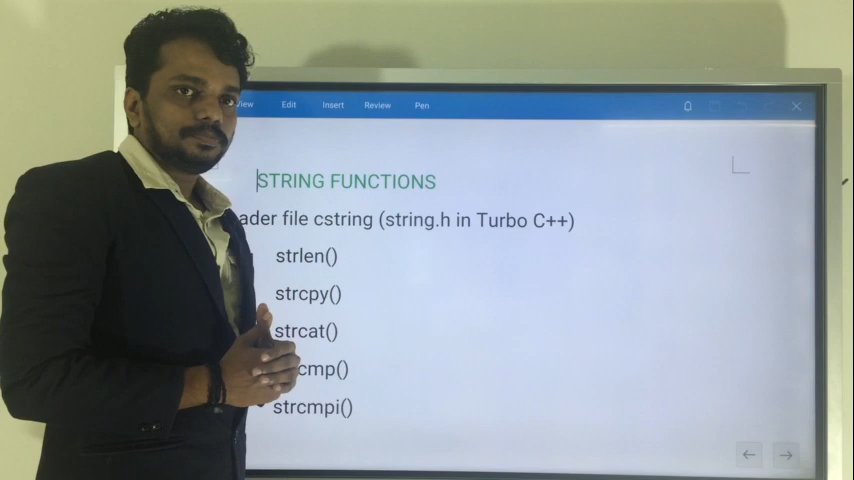 View Edit Insert Review Pen
STRING FUNCTIONS
ader file cstring (string.h in Turbo C++)
strlen()
strcpy()
strcat()
cmp()
strcmpi()